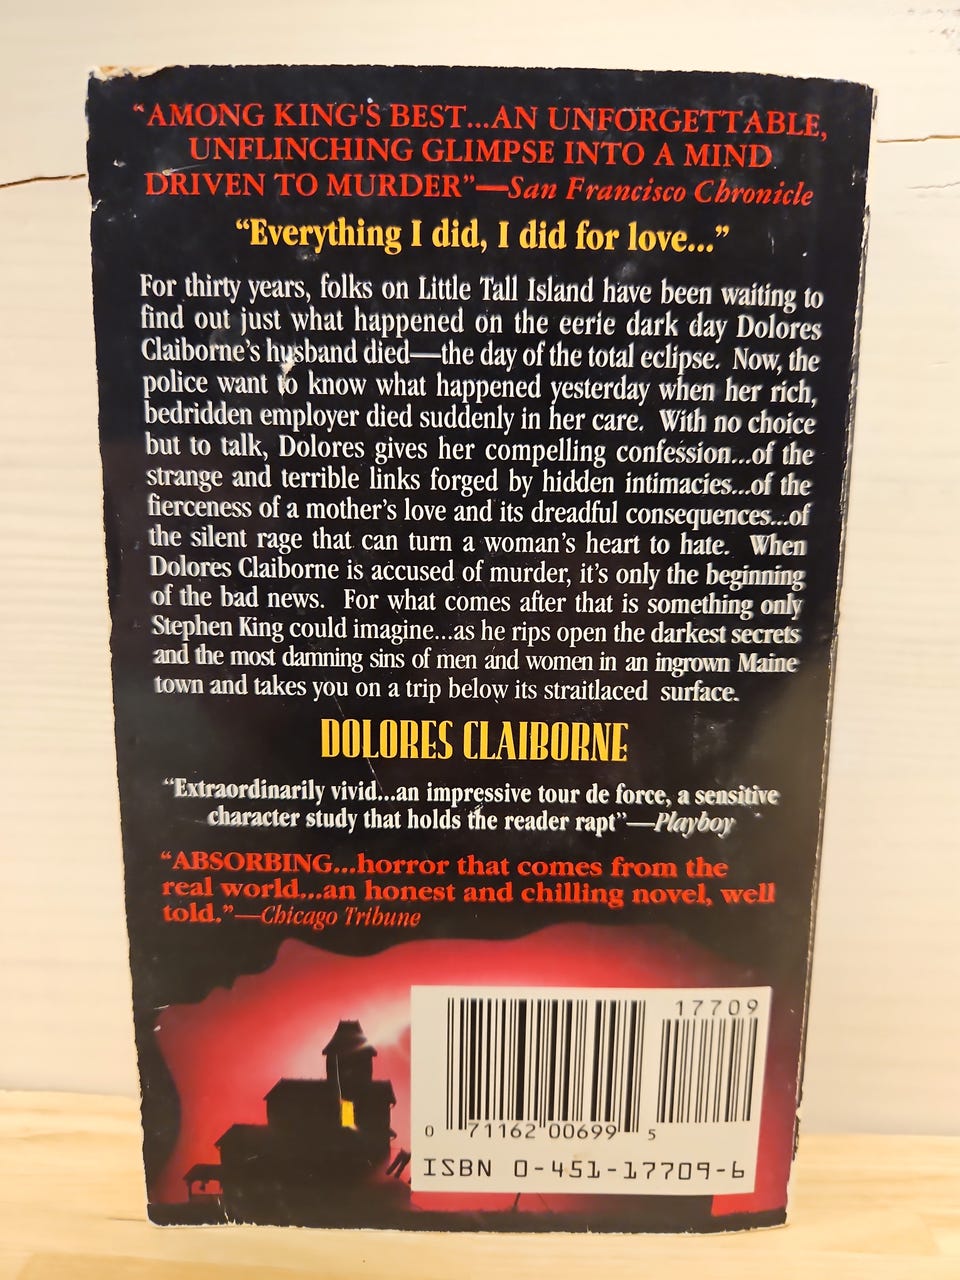 “AMONG KING'S BEST...AN UNFORGETTABLE,
UNFLINCHING GLIMPSE INTO A MIND
DRIVEN TO MURDER”—San Francisco Chronicle
“Everything I did, I did for love...”
For thirty years, folks on Little Tall Island have been waiting to
find out just what happened on the eerie dark day Dolores
Claiborne’s husband died—the day of the total eclipse. Now, the
police want to know what happened yesterday when her rich,
bedridden employer died suddenly in her care. With no choice
but to talk, Dolores gives her compelling confession...of the
strange and terrible links forged by hidden intimacies...of the
fierceness of a mother’s love and its dreadful consequences...of
the silent rage that can turn a woman’s heart to hate. When
Dolores Claiborne is accused of murder, it’s only the beginning
of the bad news. For what comes after that is something only
Stephen King could imagine...as he rips open the darkest secrets
and the most damning sins of men and women in an ingrown Maine
town and takes you on a trip below its straitlaced surface.
DOLORES CLAIBORNE
“Extraordinarily vivid...an impressive tour de force, a sensitive
character study that holds the reader rapt”—Playboy
“ABSORBING...horror that comes from the
real world...an honest and chilling novel, well
told.”—Chicago Tribune
17709
0 71162 00699 5
ISBN 0-451-17709-6